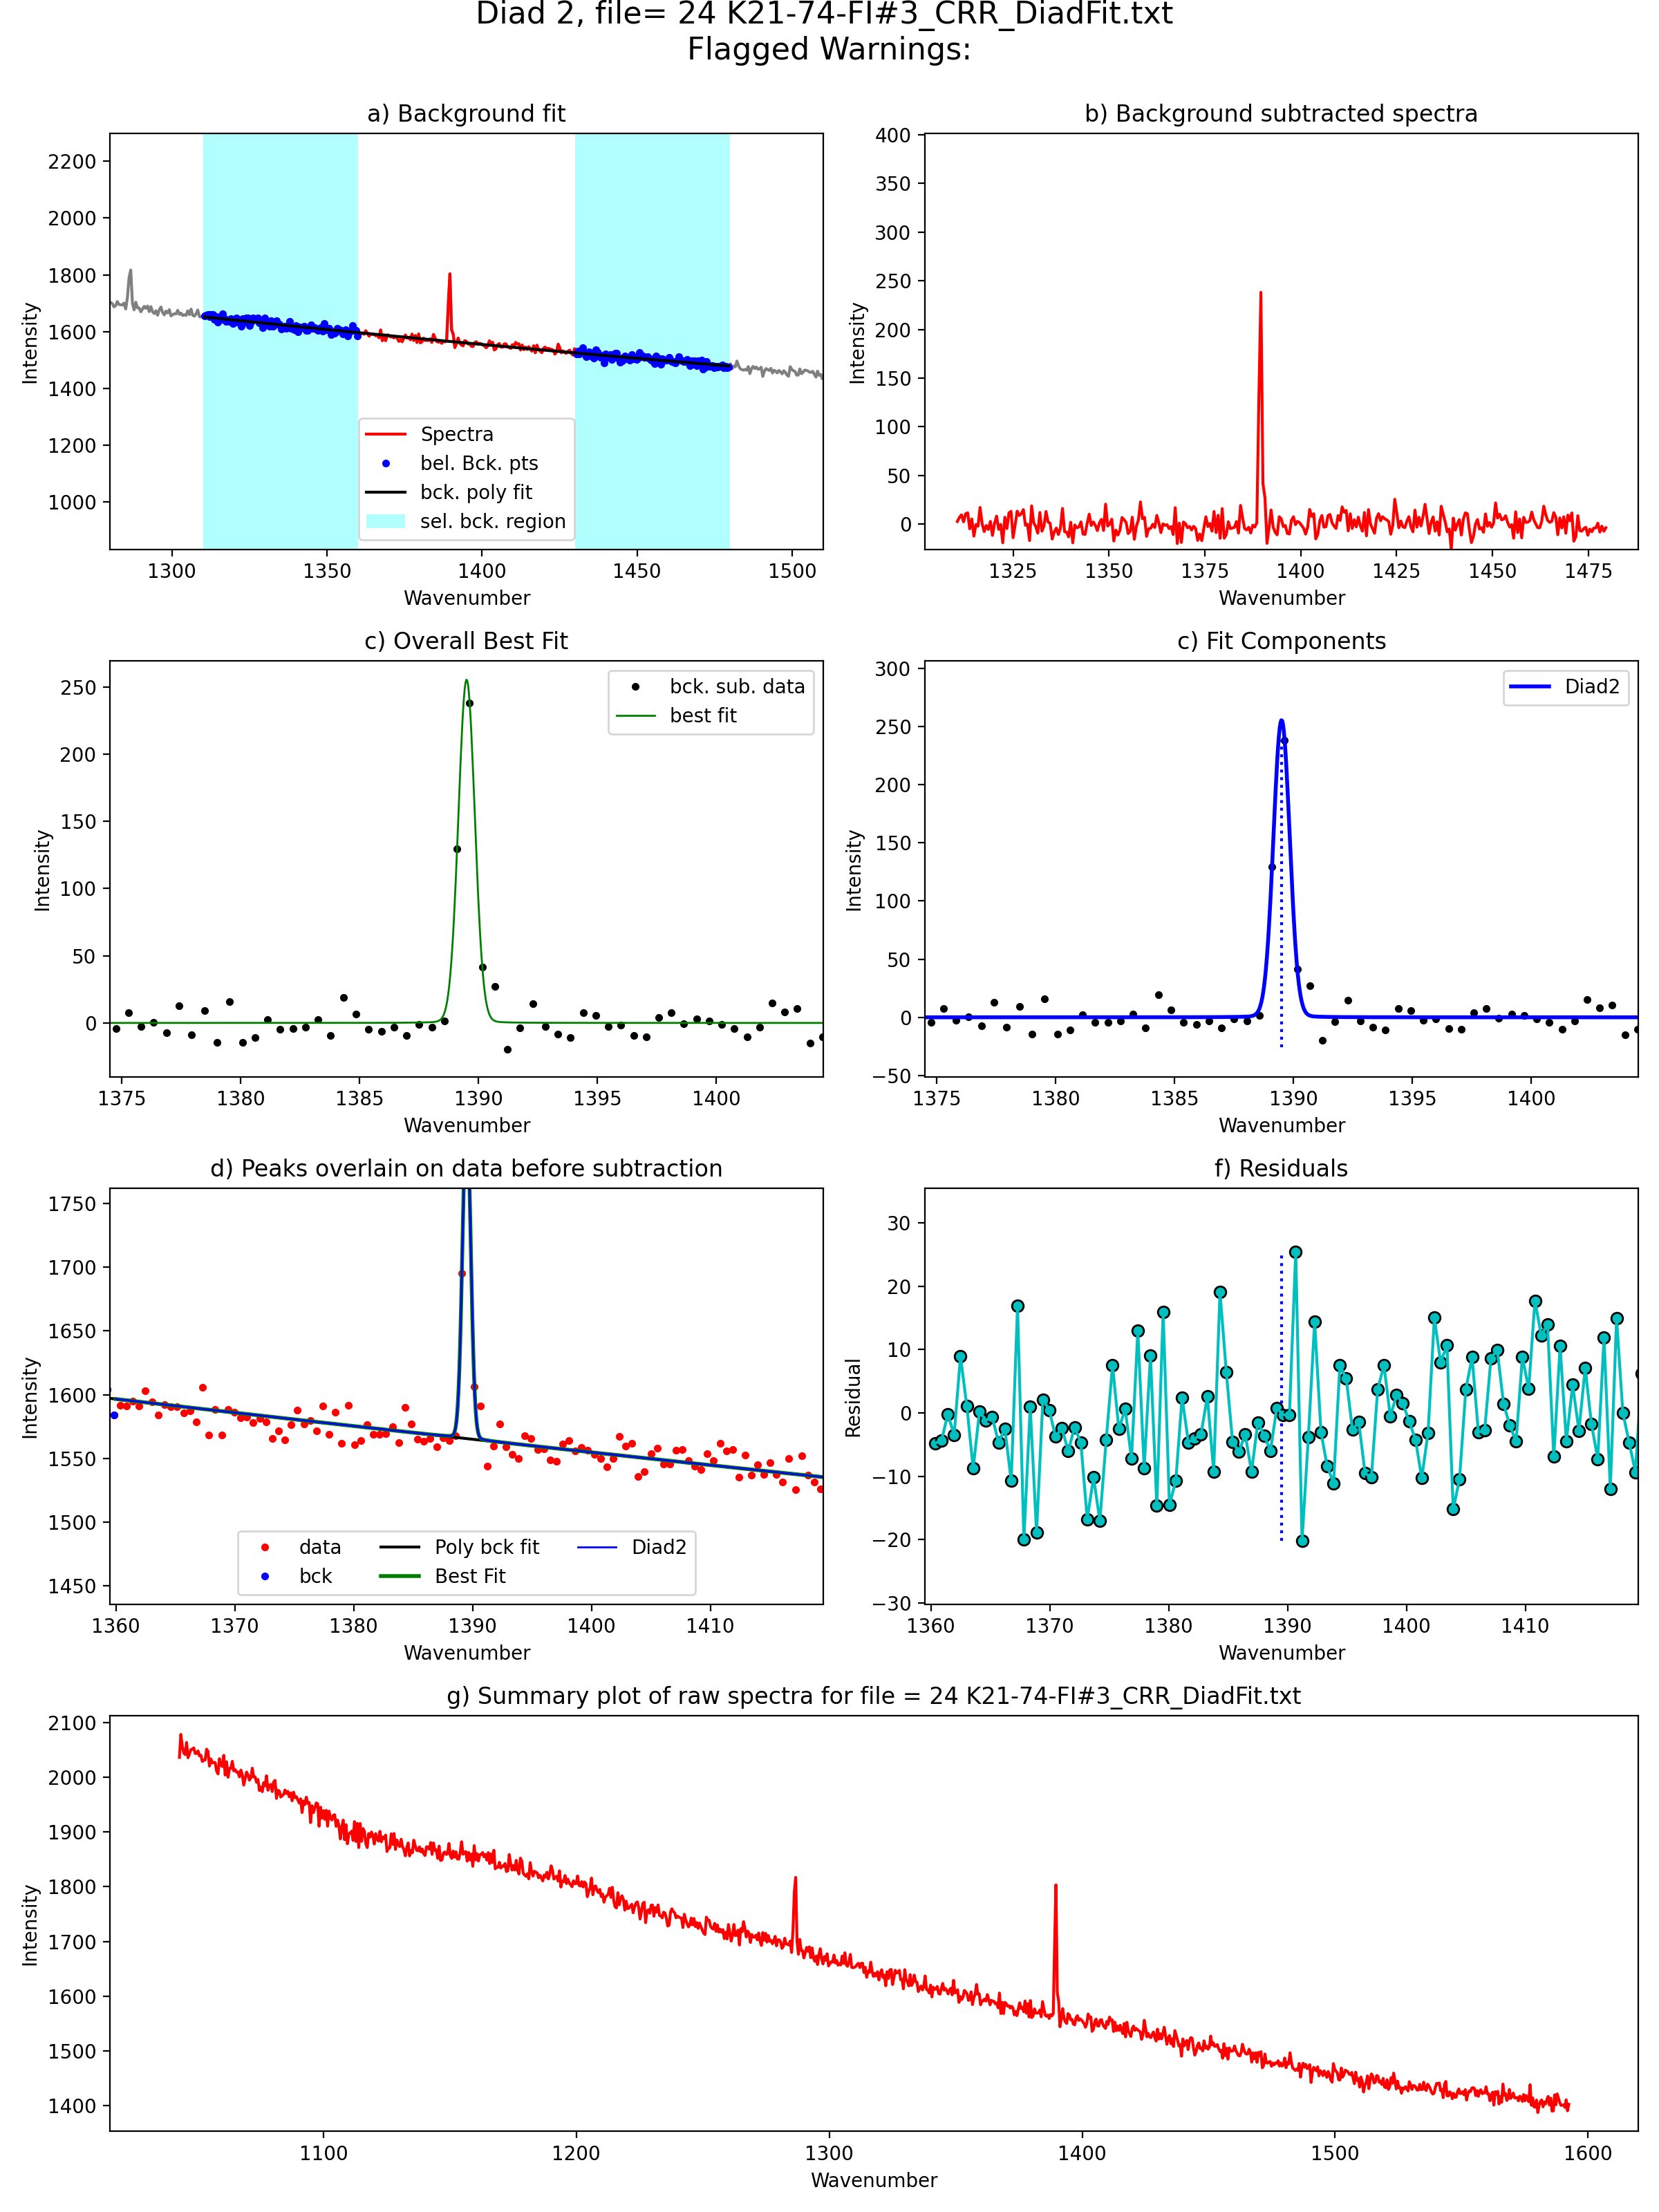 Diad 2, file= 24 K21-74-FI#3_CRR_DiadFit.txt
Flagged Warnings:
a) Background fit
2200
2000
1800
1600
1400
1200
1000
Intensity
Spectra
bel. Bck. pts
bck. poly fit
sel. bck. region
1300 1350 1400 1450 1500
Wavenumber
b) Background subtracted spectra
400
350
300
250
200
150
100
50
0
Intensity
1325 1350 1375 1400 1425 1450 1475
Wavenumber
c) Overall Best Fit
250
200
150
100
50
0
Intensity
bck. sub. data
best fit
1375 1380 1385 1390 1395 1400
Wavenumber
c) Fit Components
300
250
200
150
100
50
0
−50
Intensity
Diad2
1375 1380 1385 1390 1395 1400
Wavenumber
d) Peaks overlain on data before subtraction
1750
1700
1650
1600
1550
1500
1450
Intensity
data Poly bck fit Diad2
bck Best Fit
1360 1370 1380 1390 1400 1410
Wavenumber
f) Residuals
30
20
10
0
−10
−20
−30
Residual
1360 1370 1380 1390 1400 1410
Wavenumber
g) Summary plot of raw spectra for file = 24 K21-74-FI#3_CRR_DiadFit.txt
2100
2000
1900
1800
1700
1600
1500
1400
Intensity
1100 1200 1300 1400 1500 1600
Wavenumber